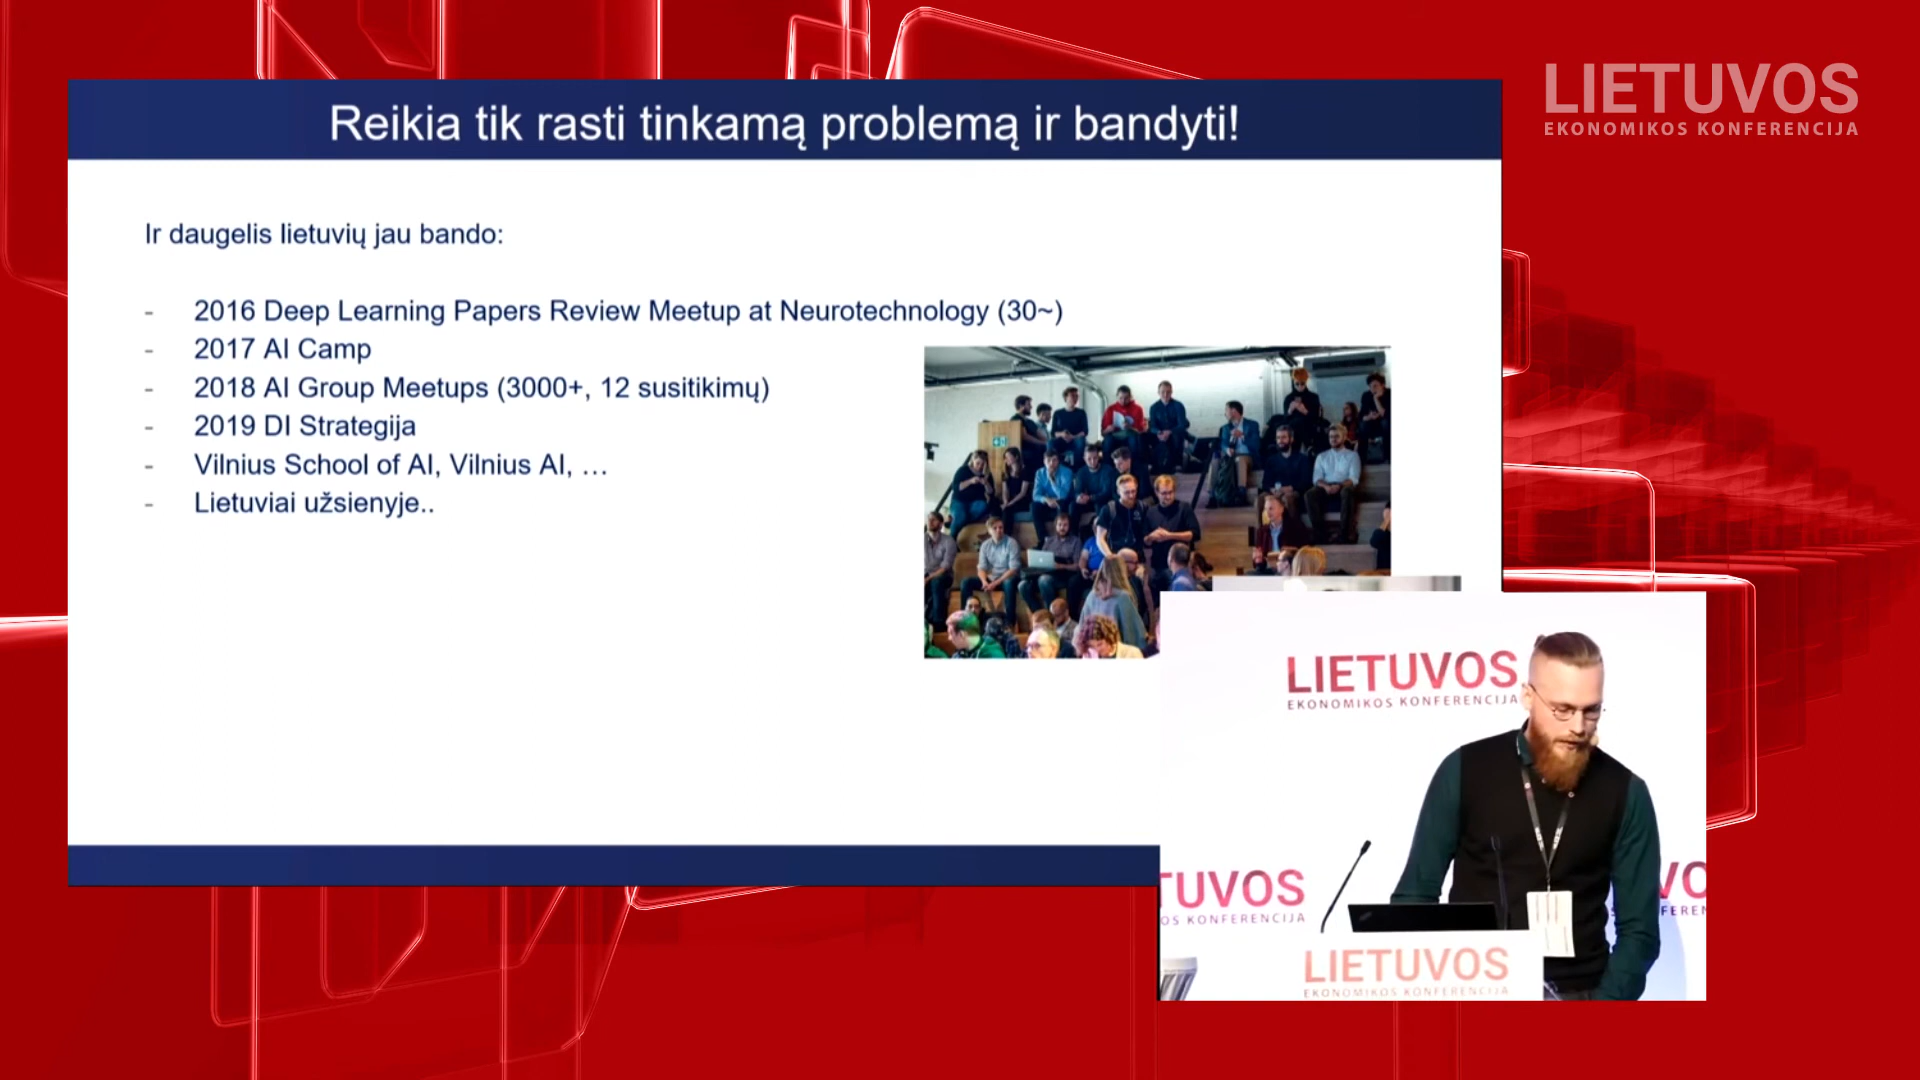 LIETUVOS
EKONOMIKOS KONFERENCIJA
Reikia tik rasti tinkamą problemą ir bandyti!
Ir daugelis lietuvių jau bando:
- 2016 Deep Learning Papers Review Meetup at Neurotechnology (30~)
- 2017 AI Camp
- 2018 AI Group Meetups (3000+, 12 susitikimų)
- 2019 DI Strategija
- Vilnius School of AI, Vilnius AI, …
- Lietuviai užsienyje..
LIETUVOS
EKONOMIKOS KONFERENCIJA
TUVOS
OS KONFERENCIJA
VO
FEREN
LIETUVOS
EKONOMIKOS KONFERENCIJA